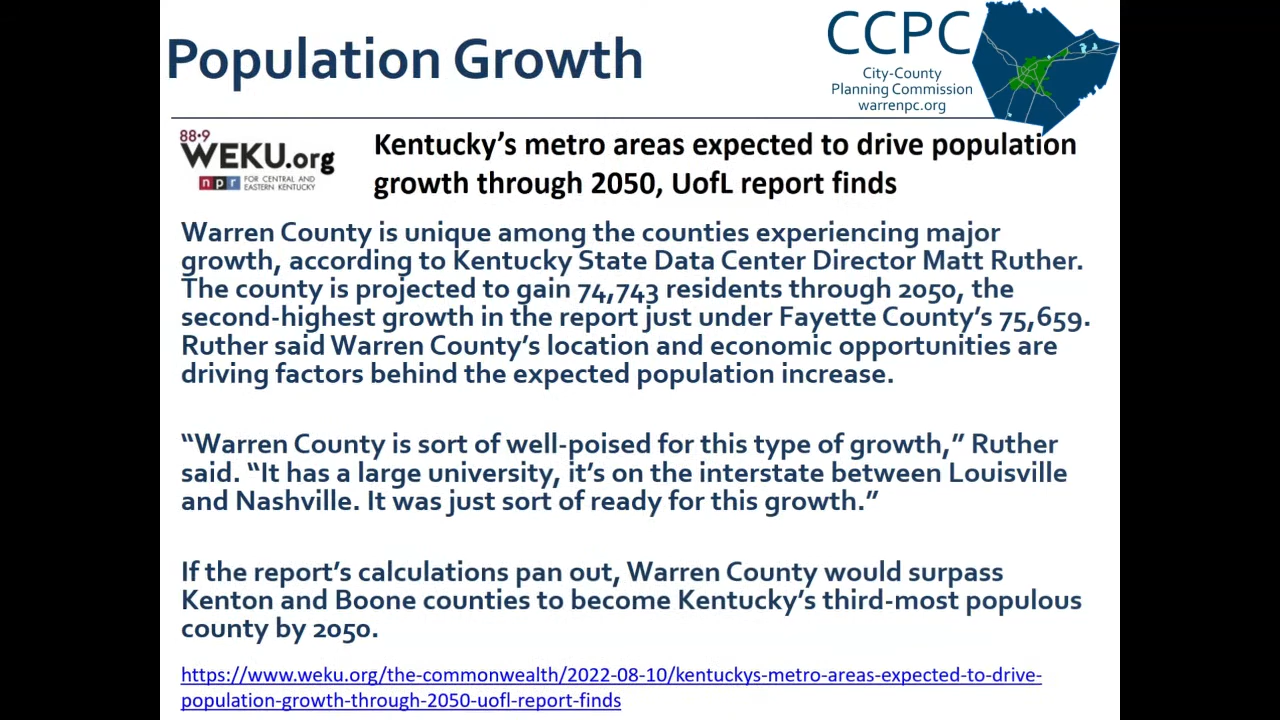 Population Growth
CCPC
City-County
Planning Commission
warrenpc.org
88.9
WEKU.org
npr
FOR CENTRAL AND
EASTERN KENTUCKY
Kentucky’s metro areas expected to drive population
growth through 2050, UofL report finds
Warren County is unique among the counties experiencing major
growth, according to Kentucky State Data Center Director Matt Ruther.
The county is projected to gain 74,743 residents through 2050, the
second-highest growth in the report just under Fayette County’s 75,659.
Ruther said Warren County’s location and economic opportunities are
driving factors behind the expected population increase.
“Warren County is sort of well-poised for this type of growth,” Ruther
said. “It has a large university, it’s on the interstate between Louisville
and Nashville. It was just sort of ready for this growth.”
If the report’s calculations pan out, Warren County would surpass
Kenton and Boone counties to become Kentucky’s third-most populous
county by 2050.
https://www.weku.org/the-commonwealth/2022-08-10/kentuckys-metro-areas-expected-to-drive-
population-growth-through-2050-uofl-report-finds